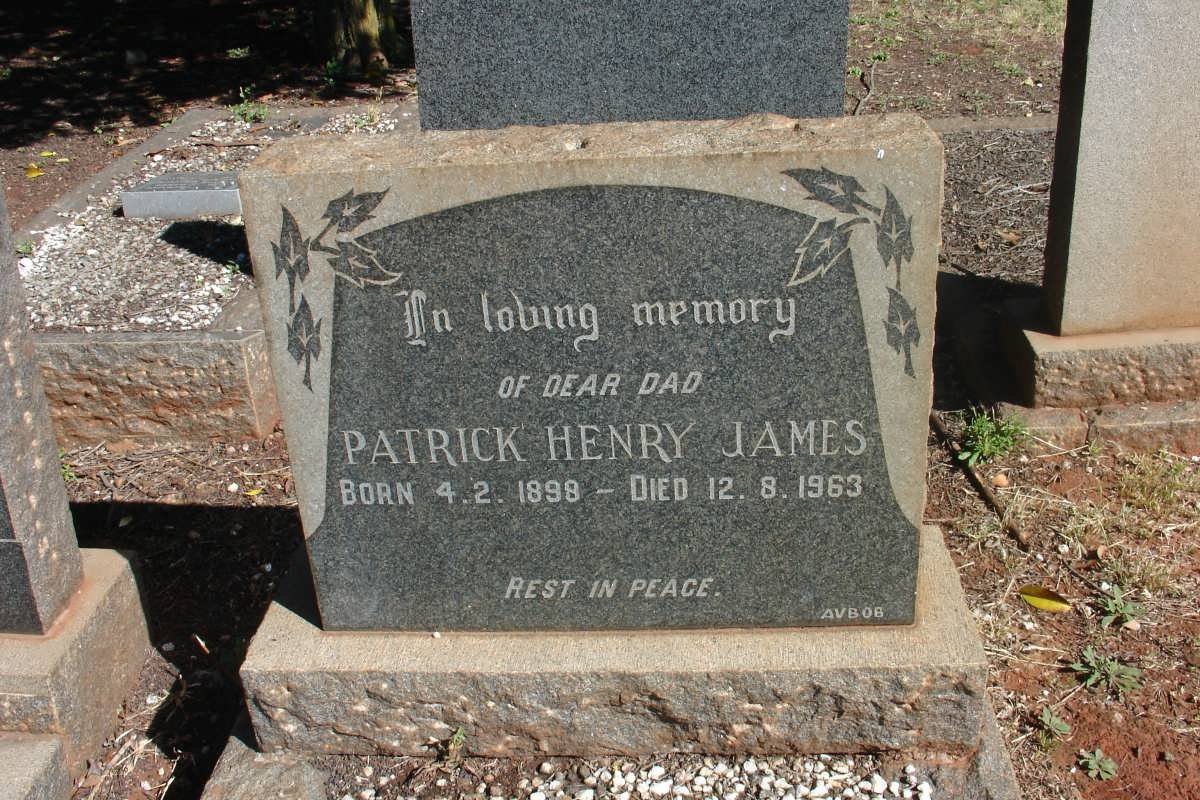 In loving memory
OF DEAR DAD
PATRICK HENRY JAMES
BORN 4.2.1898 – DIED 12.8.1963
REST IN PEACE.
AVBOB